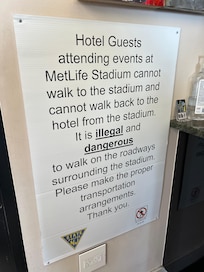 Hotel Guests
attending events at
MetLife Stadium cannot
walk to the stadium and
cannot walk back to the
hotel from the stadium.
It is illegal and
dangerous
to walk on the roadways
surrounding the stadium.
Please make the proper
transportation
arrangements.
Thank you.